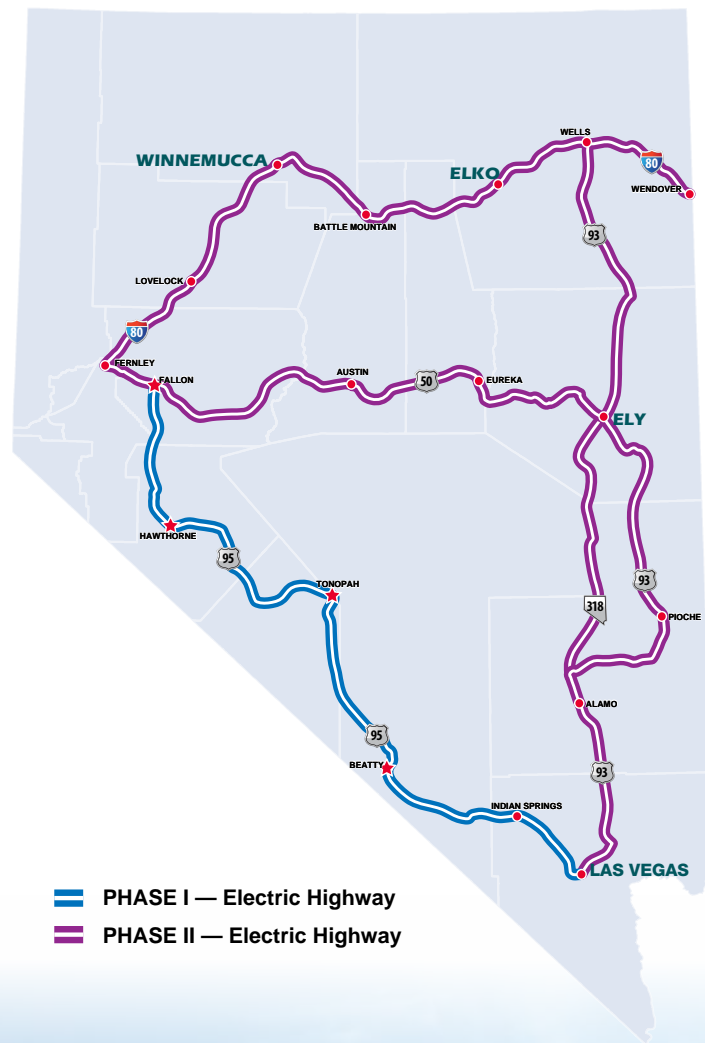 WELLS
80
WINNEMUCCA
ELKO
WENDOVER
BATTLE MOUNTAIN
93
LOVELOCK
80
FERNLEY
FALLON
AUSTIN
50
EUREKA
ELY
HAWTHORNE
95
TONOPAH
93
318
PIOCHE
ALAMO
95
BEATTY
93
INDIAN SPRINGS
LAS VEGAS
PHASE I — Electric Highway
PHASE II — Electric Highway